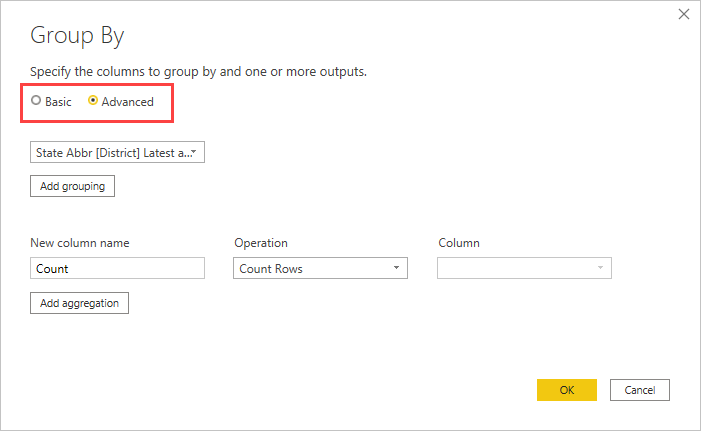 Group By
Specify the columns to group by and one or more outputs.
Basic Advanced
State Abbr [District] Latest a...
Add grouping
New column name Operation Column
Count Count Rows
Add aggregation
OK Cancel